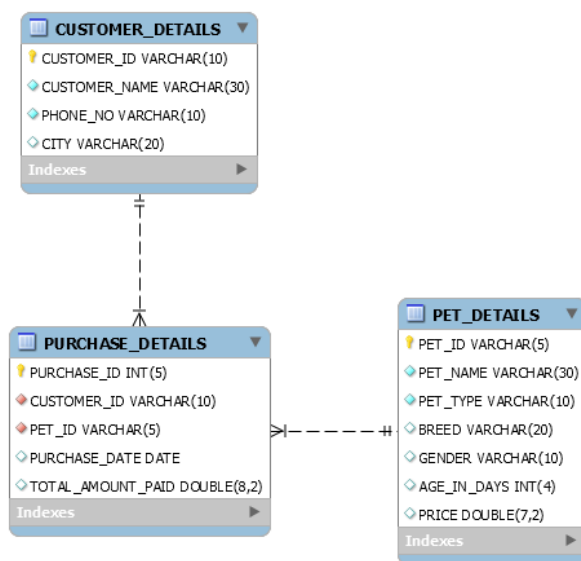 CUSTOMER_DETAILS
CUSTOMER_ID VARCHAR(10)
CUSTOMER_NAME VARCHAR(30)
PHONE_NO VARCHAR(10)
CITY VARCHAR(20)
Indexes
PURCHASE_DETAILS
PURCHASE_ID INT(5)
CUSTOMER_ID VARCHAR(10)
PET_ID VARCHAR(5)
PURCHASE_DATE DATE
TOTAL_AMOUNT_PAID DOUBLE(8,2)
Indexes
PET_DETAILS
PET_ID VARCHAR(5)
PET_NAME VARCHAR(30)
PET_TYPE VARCHAR(10)
BREED VARCHAR(20)
GENDER VARCHAR(10)
AGE_IN_DAYS INT(4)
PRICE DOUBLE(7,2)
Indexes